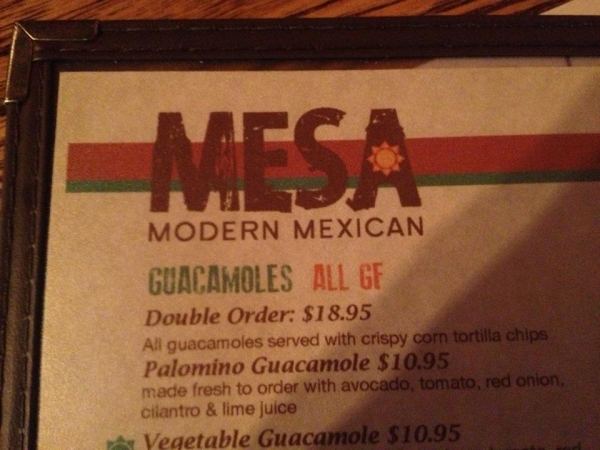 MESA
MODERN MEXICAN
GUACAMOLES ALL GF
Double Order: $18.95
All guacamoles served with crispy corn tortilla chips
Palomino Guacamole $10.95
made fresh to order with avocado, tomato, red onion,
cilantro & lime juice
Vegetable Guacamole $10.95